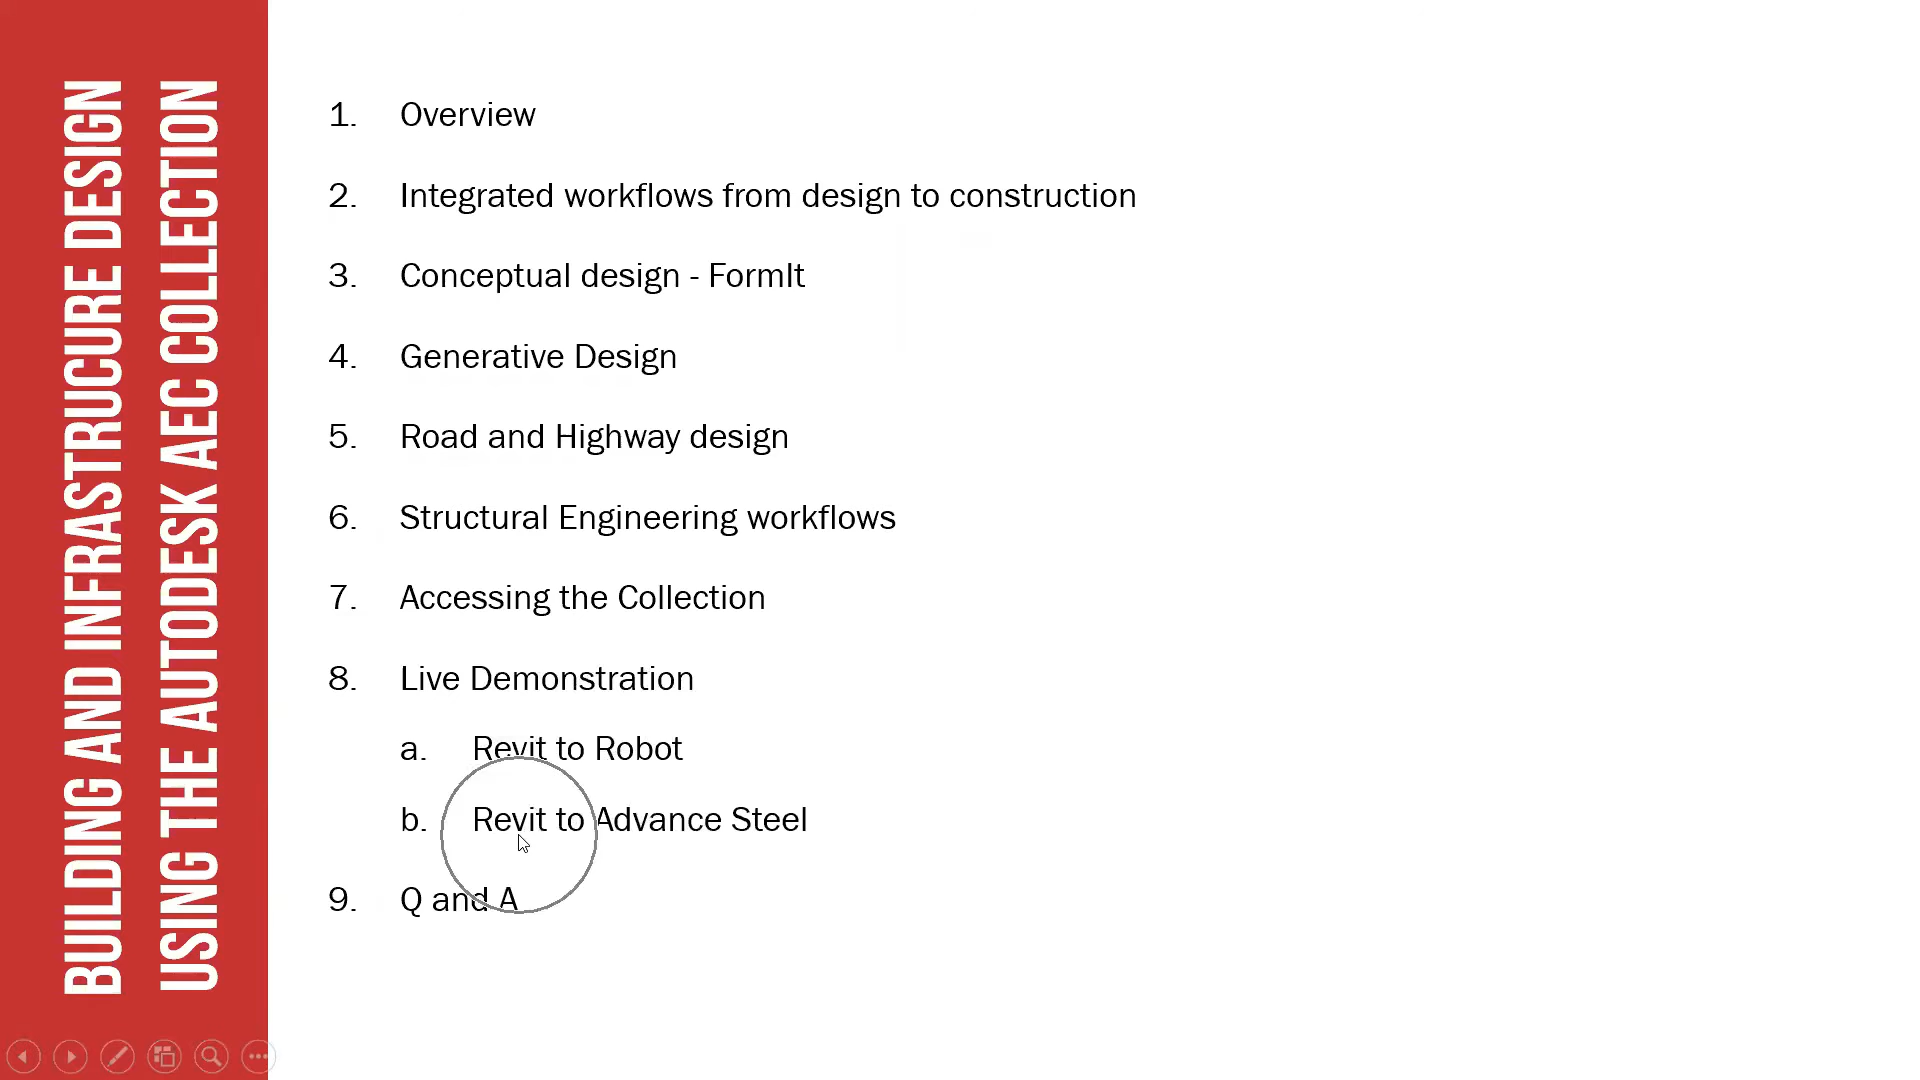 BUILDING AND INFRASTRUCURE DESIGN
USING THE AUTODESK AEC COLLECTION
1. Overview
2. Integrated workflows from design to construction
3. Conceptual design - FormIt
4. Generative Design
5. Road and Highway design
6. Structural Engineering workflows
7. Accessing the Collection
8. Live Demonstration
a. Revit to Robot
b. Revit to Advance Steel
9. Q and A